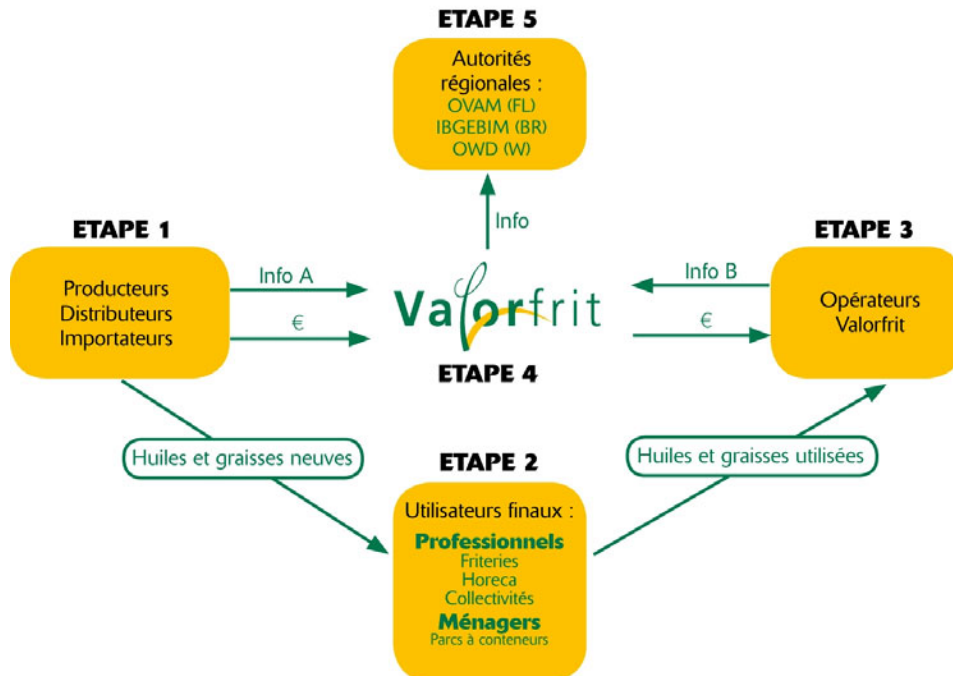 ETAPE 5
Autorités
régionales :
OVAM (FL)
IBGEBIM (BR)
OWD (W)
Info
ETAPE 1
Producteurs
Distributeurs
Importateurs
Info A
€
Valorfrit
ETAPE 4
Info B
€
ETAPE 3
Opérateurs
Valorfrit
Huiles et graisses neuves
Huiles et graisses utilisées
ETAPE 2
Utilisateurs finaux :
Professionnels
Friteries
Horeca
Collectivités
Ménagers
Parcs à conteneurs